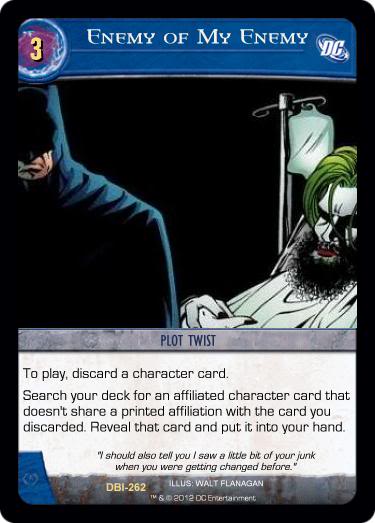 3
ENEMY OF MY ENEMY
DC
PLOT TWIST
To play, discard a character card.
Search your deck for an affiliated character card that
doesn't share a printed affiliation with the card you
discarded. Reveal that card and put it into your hand.
"I should also tell you I saw a little bit of your junk
when you were getting changed before."
DBI-262
ILLUS: WALT FLANAGAN
™ & © 2012 DC Entertainment